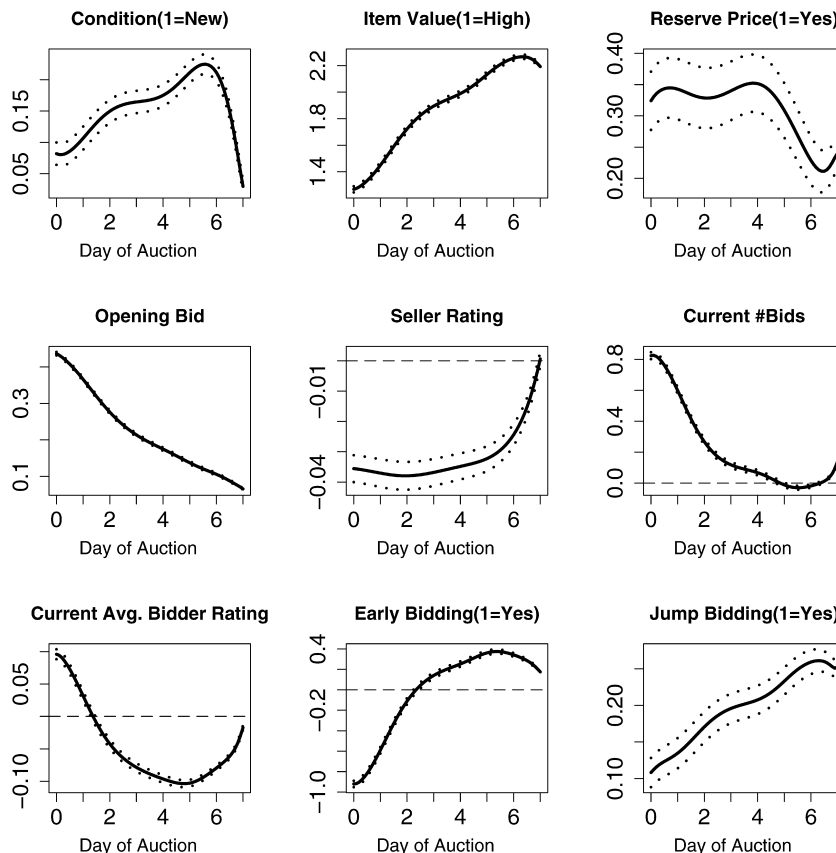 Condition(1=New) Item Value(1=High) Reserve Price(1=Yes)
0.05 0.15 1.4 1.8 2.2 0.20 0.30 0.40
0 2 4 6 0 2 4 6 0 2 4 6
Day of Auction Day of Auction Day of Auction
Opening Bid Seller Rating Current #Bids
0.1 0.3 −0.04 −0.01 0.0 0.4 0.8
0 2 4 6 0 2 4 6 0 2 4 6
Day of Auction Day of Auction Day of Auction
Current Avg. Bidder Rating Early Bidding(1=Yes) Jump Bidding(1=Yes)
−0.10 0.05 −1.0 −0.2 0.4 0.10 0.20
0 2 4 6 0 2 4 6 0 2 4 6
Day of Auction Day of Auction Day of Auction